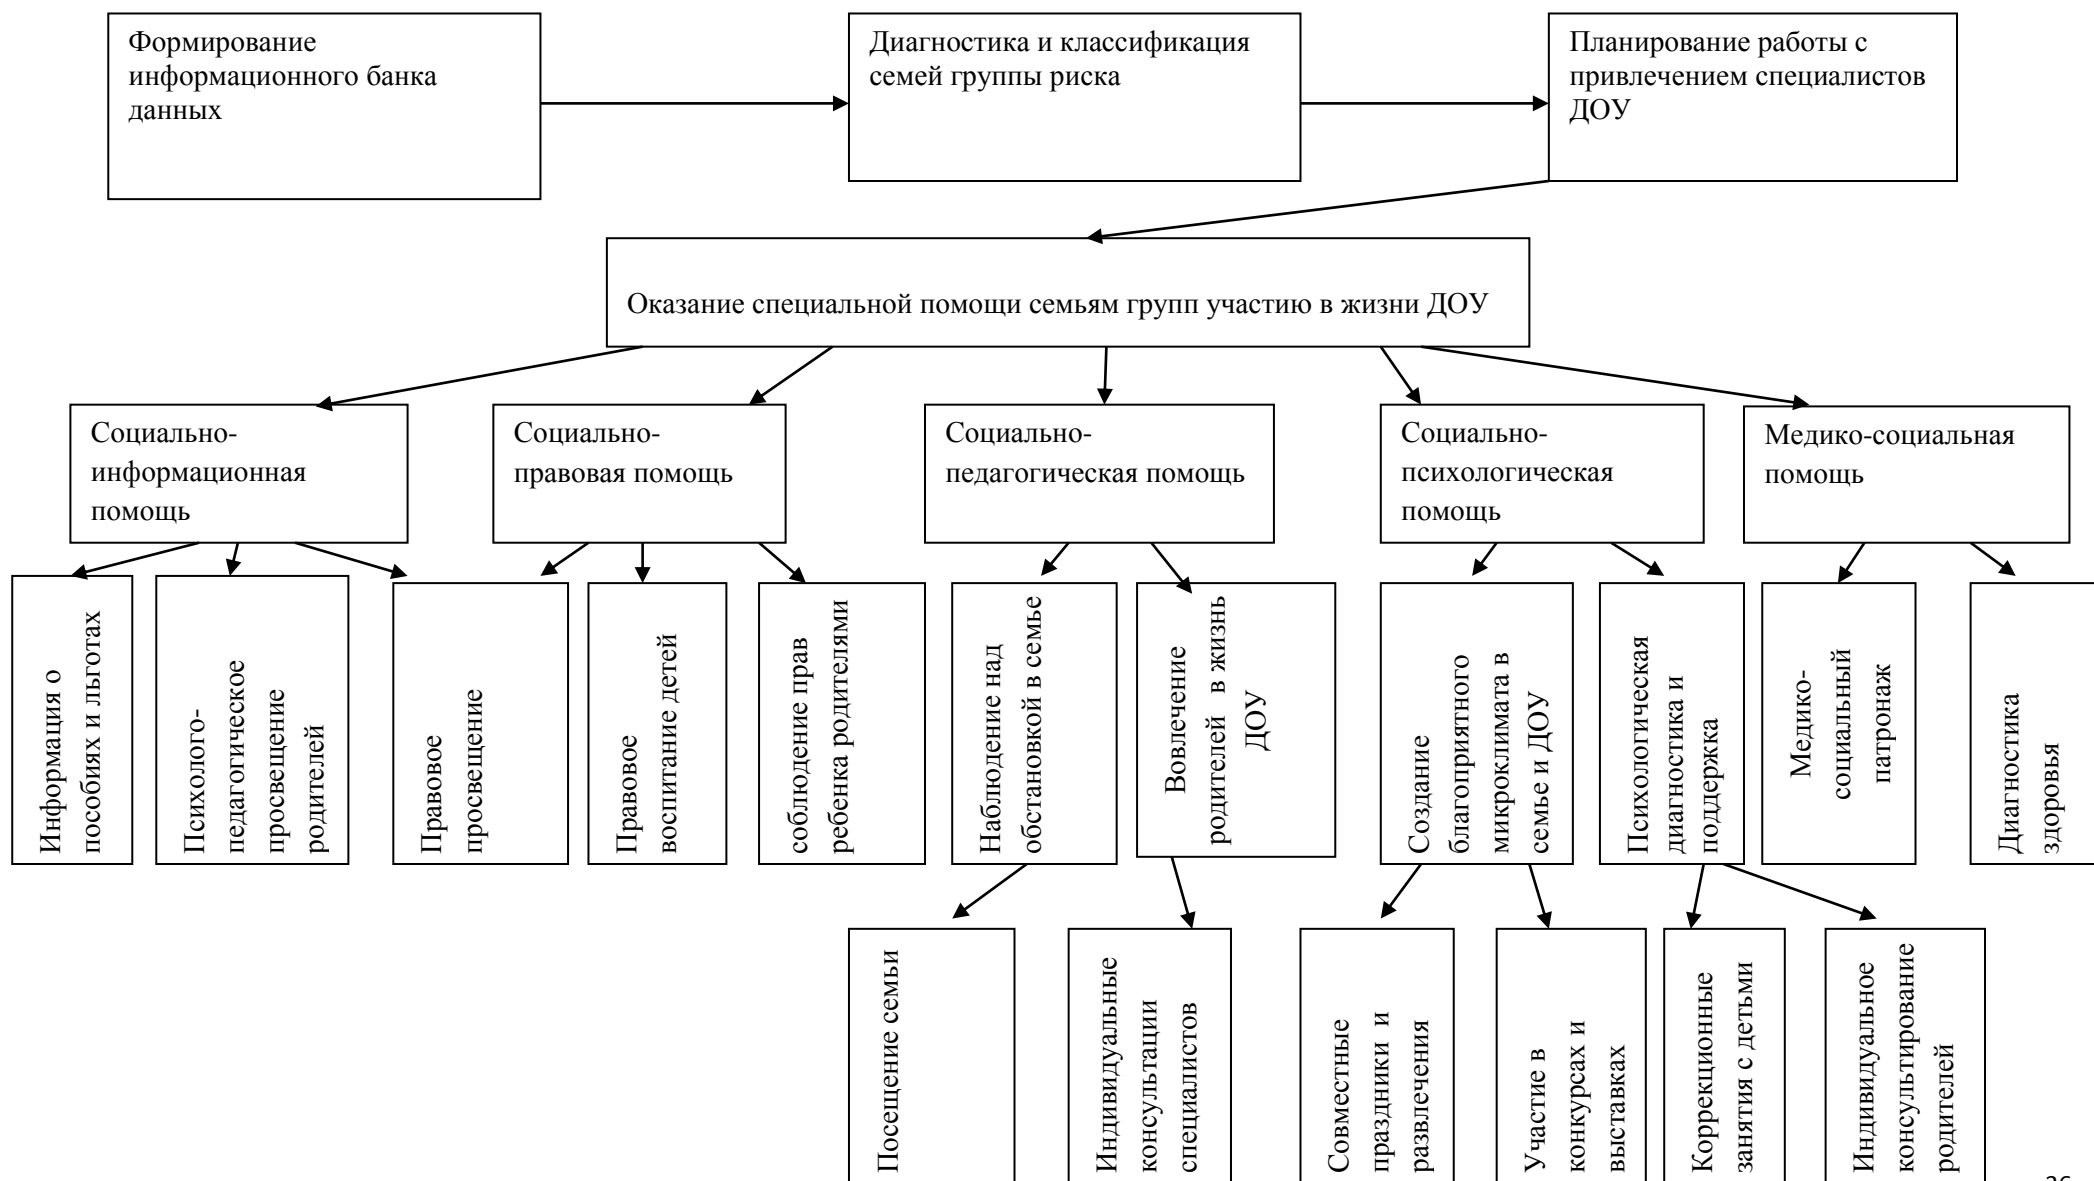 Формирование
информационного банка
данных
Диагностика и классификация
семей группы риска
Планирование работы с
привлечением специалистов
ДОУ
Оказание специальной помощи семьям групп участию в жизни ДОУ
Социально-
информационная
помощь
Социально-
правовая помощь
Социально-
педагогическая помощь
Социально-
психологическая
помощь
Медико-социальная
помощь
Информация о
пособиях и льготах
Психолого-
педагогическое
просвещение
родителей
Правовое
просвещение
Правовое
воспитание детей
соблюдение прав
ребенка родителями
Наблюдение над
обстановкой в семье
Вовлечение
родителей в жизнь
ДОУ
Создание
благоприятного
микроклимата в
семье и ДОУ
Психологическая
диагностика и
поддержка
Медико-
социальный
патронаж
Диагностика
здоровья
Посещение семьи
Индивидуальные
консультации
специалистов
Совместные
праздники и
развлечения
Участие в
конкурсах и
выставках
Коррекционные
занятия с детьми
Индивидуальное
консультирование
родителей